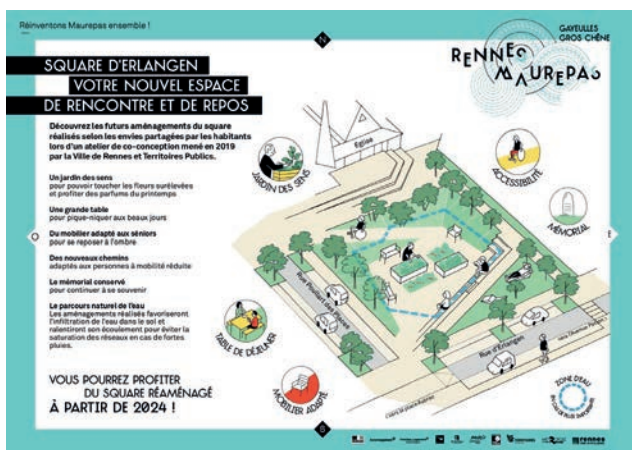 Réinventons Maurepas ensemble !
GAYEULLES
GROS CHÊNE
RENNES
MAUREPAS
N
SQUARE D'ERLANGEN
VOTRE NOUVEL ESPACE
DE RENCONTRE ET DE REPOS
Découvrez les futurs aménagements du square
réalisés selon les envies partagées par les habitants
lors d'un atelier de co-conception mené en 2019
par la Ville de Rennes et Territoires Publics.
Un jardin des sens
pour pouvoir toucher les fleurs surélevées
et profiter des parfums du printemps
Une grande table
pour pique-niquer aux beaux jours
Du mobilier adapté aux séniors
pour se reposer à l'ombre
Des nouveaux chemins
adaptés aux personnes à mobilité réduite
Le mémorial conservé
pour continuer à se souvenir
Le parcours naturel de l'eau
Les aménagements réalisés favoriseront
l'infiltration de l'eau dans le sol et
ralentiront son écoulement pour éviter la
saturation des réseaux en cas de fortes
pluies.
VOUS POURREZ PROFITER
DU SQUARE RÉAMÉNAGÉ
À PARTIR DE 2024 !
O
E
Eglise
JARDIN DES SENS
ACCESSIBILITÉ
MÉMORIAL
TABLE DE DÉJEUNER
MOBILIER ADAPTÉ
Rue d'Erlangen
ZONE D'EAU
S
rennes